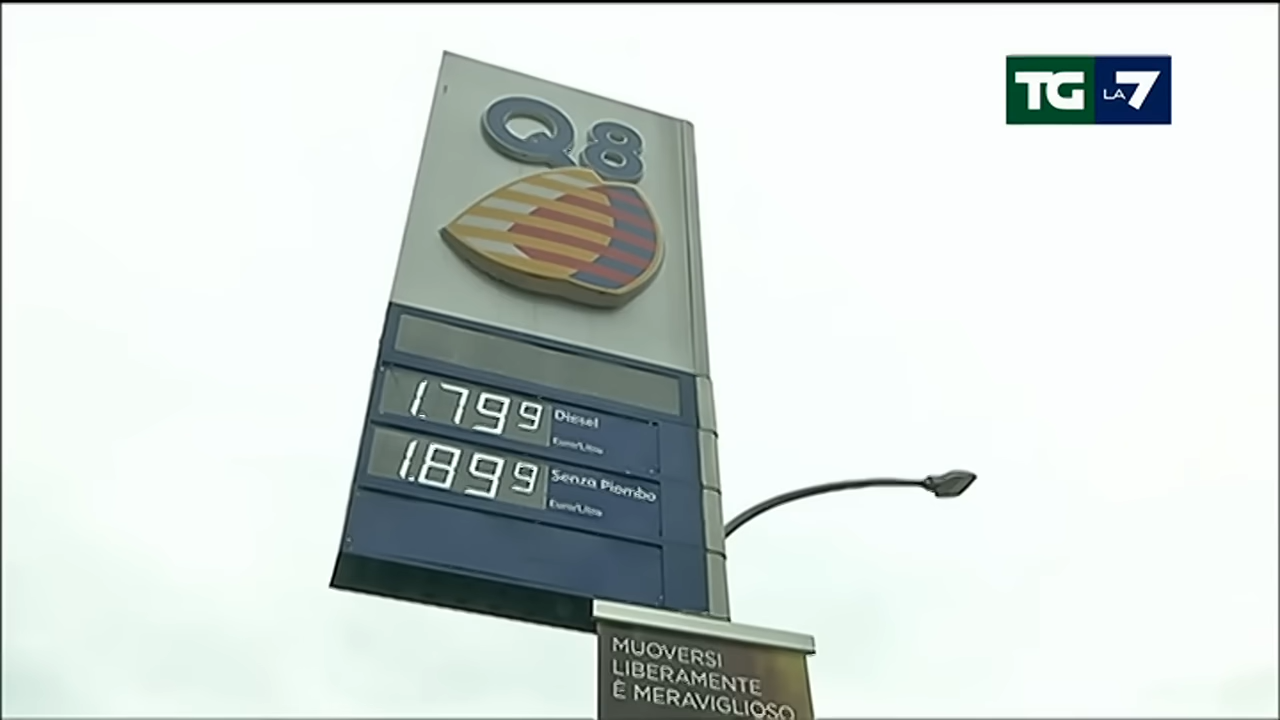 TG LA7
Q8
1.799 Diesel
Euro/Litro
1.899 Senza Piombo
Euro/Litro
MUOVERSI
LIBERAMENTE
È MERAVIGLIOSO